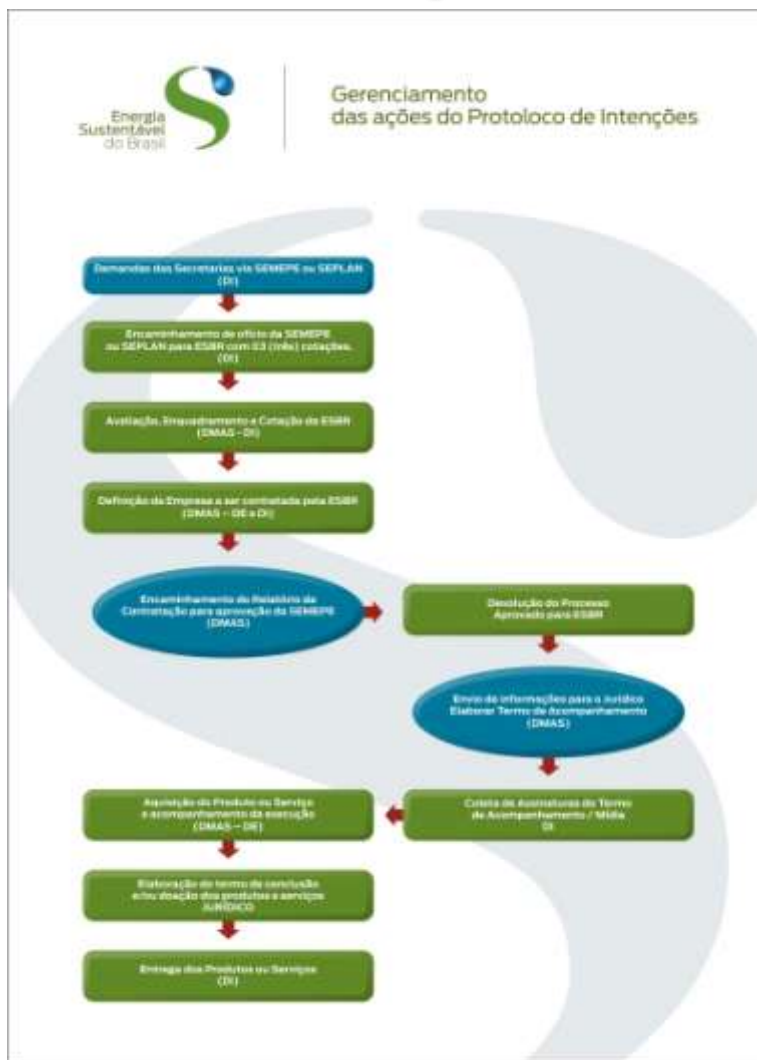 Energia
Sustentável
do Brasil
Gerenciamento
das ações do Protoloco de Intenções
Demandas das Secretarias via SEMEPE ou SEPLAN
(DI)
Encaminhamento de ofício da SEMEPE
ou SEPLAN para ESBR com 03 (três) cotações.
(DI)
Avaliação, Enquadramento e Cotação da ESBR
(DMAS - DI)
Definição da Empresa a ser contratada pela ESBR
(DMAS - DE e DI)
Encaminhamento do Relatório da
Contratação para aprovação da SEMEPE
(DMAS)
Devolução do Processo
Aprovado para ESBR
Envio de informações para o Jurídico
Elaborar Termo de Acompanhamento
(DMAS)
Coleta de Assinaturas do Termo
de Acompanhamento / Mídia
DI
Aquisição do Produto ou Serviço
e acompanhamento da execução
(DMAS - DE)
Elaboração do termo de conclusão
e/ou doação dos produtos e serviços
JURÍDICO
Entrega dos Produtos ou Serviços
(DI)